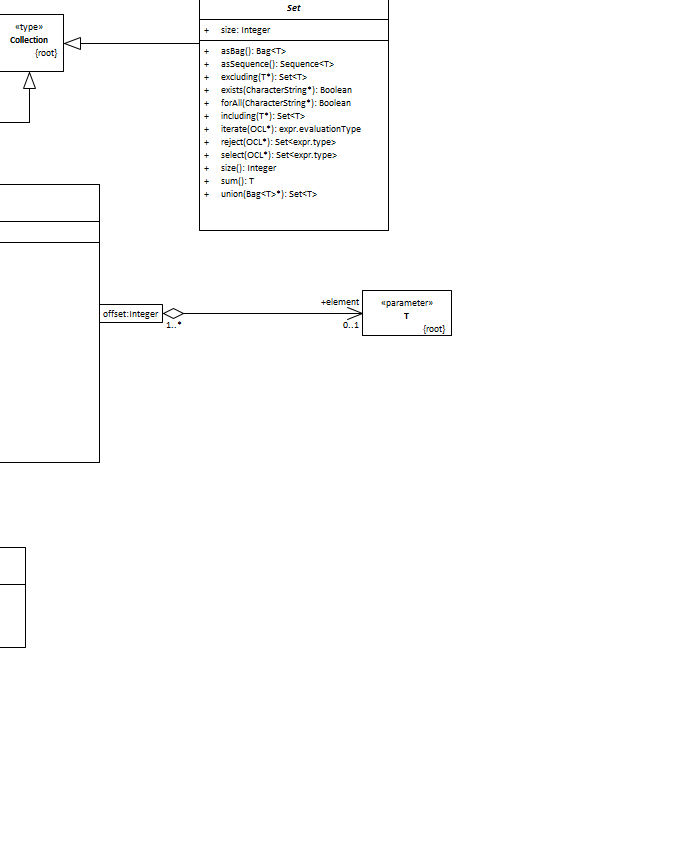 Set
«type»
Collection
{root}
+ size: Integer
+ asBag(): Bag<T>
+ asSequence(): Sequence<T>
+ excluding(T*): Set<T>
+ exists(CharacterString*): Boolean
+ forAll(CharacterString*): Boolean
+ including(T*): Set<T>
+ iterate(OCL*): expr.evaluationType
+ reject(OCL*): Set<expr.type>
+ select(OCL*): Set<expr.type>
+ size(): Integer
+ sum(): T
+ union(Bag<T>*): Set<T>
offset:Integer
1..*
+element
0..1
«parameter»
T
{root}